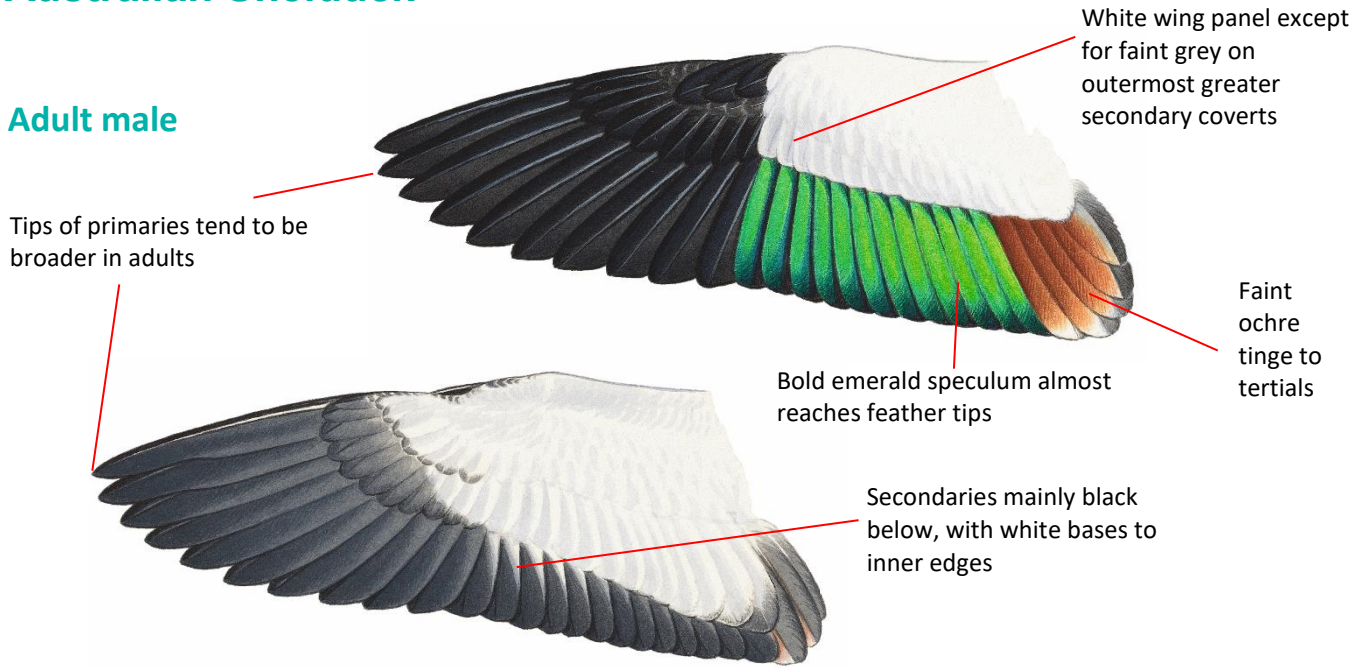 Australian Shelduck
White wing panel except
for faint grey on
outermost greater
secondary coverts
Adult male
Tips of primaries tend to be
broader in adults
Faint
ochre
tinge to
tertials
Bold emerald speculum almost
reaches feather tips
Secondaries mainly black
below, with white bases to
inner edges